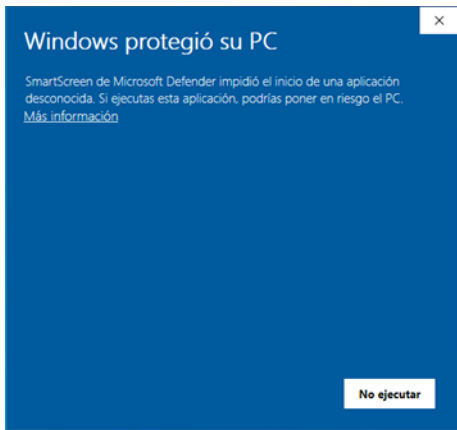 Windows protegió su PC
SmartScreen de Microsoft Defender impidió el inicio de una aplicación
desconocida. Si ejecutas esta aplicación, podrías poner en riesgo el PC.
Más información
No ejecutar